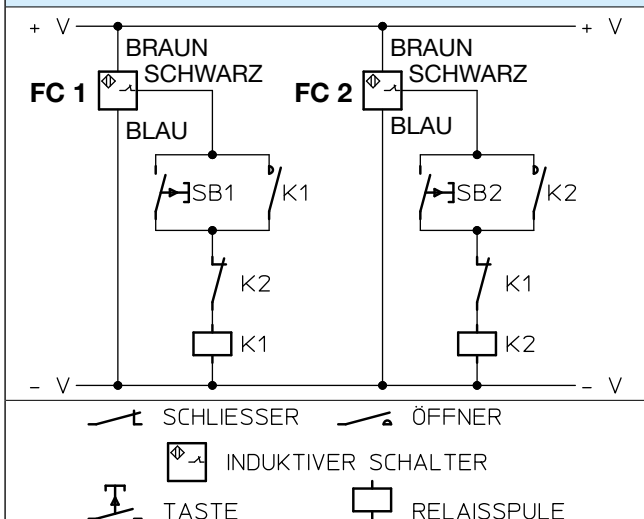 + V + V
BRAUN BRAUN
SCHWARZ SCHWARZ
FC 1 FC 2
BLAU BLAU
SB1 K1 SB2 K2
K2 K1
K1 K2
- V - V
SCHLIESSER ÖFFNER
INDUKTIVER SCHALTER
TASTE RELAISSPULE